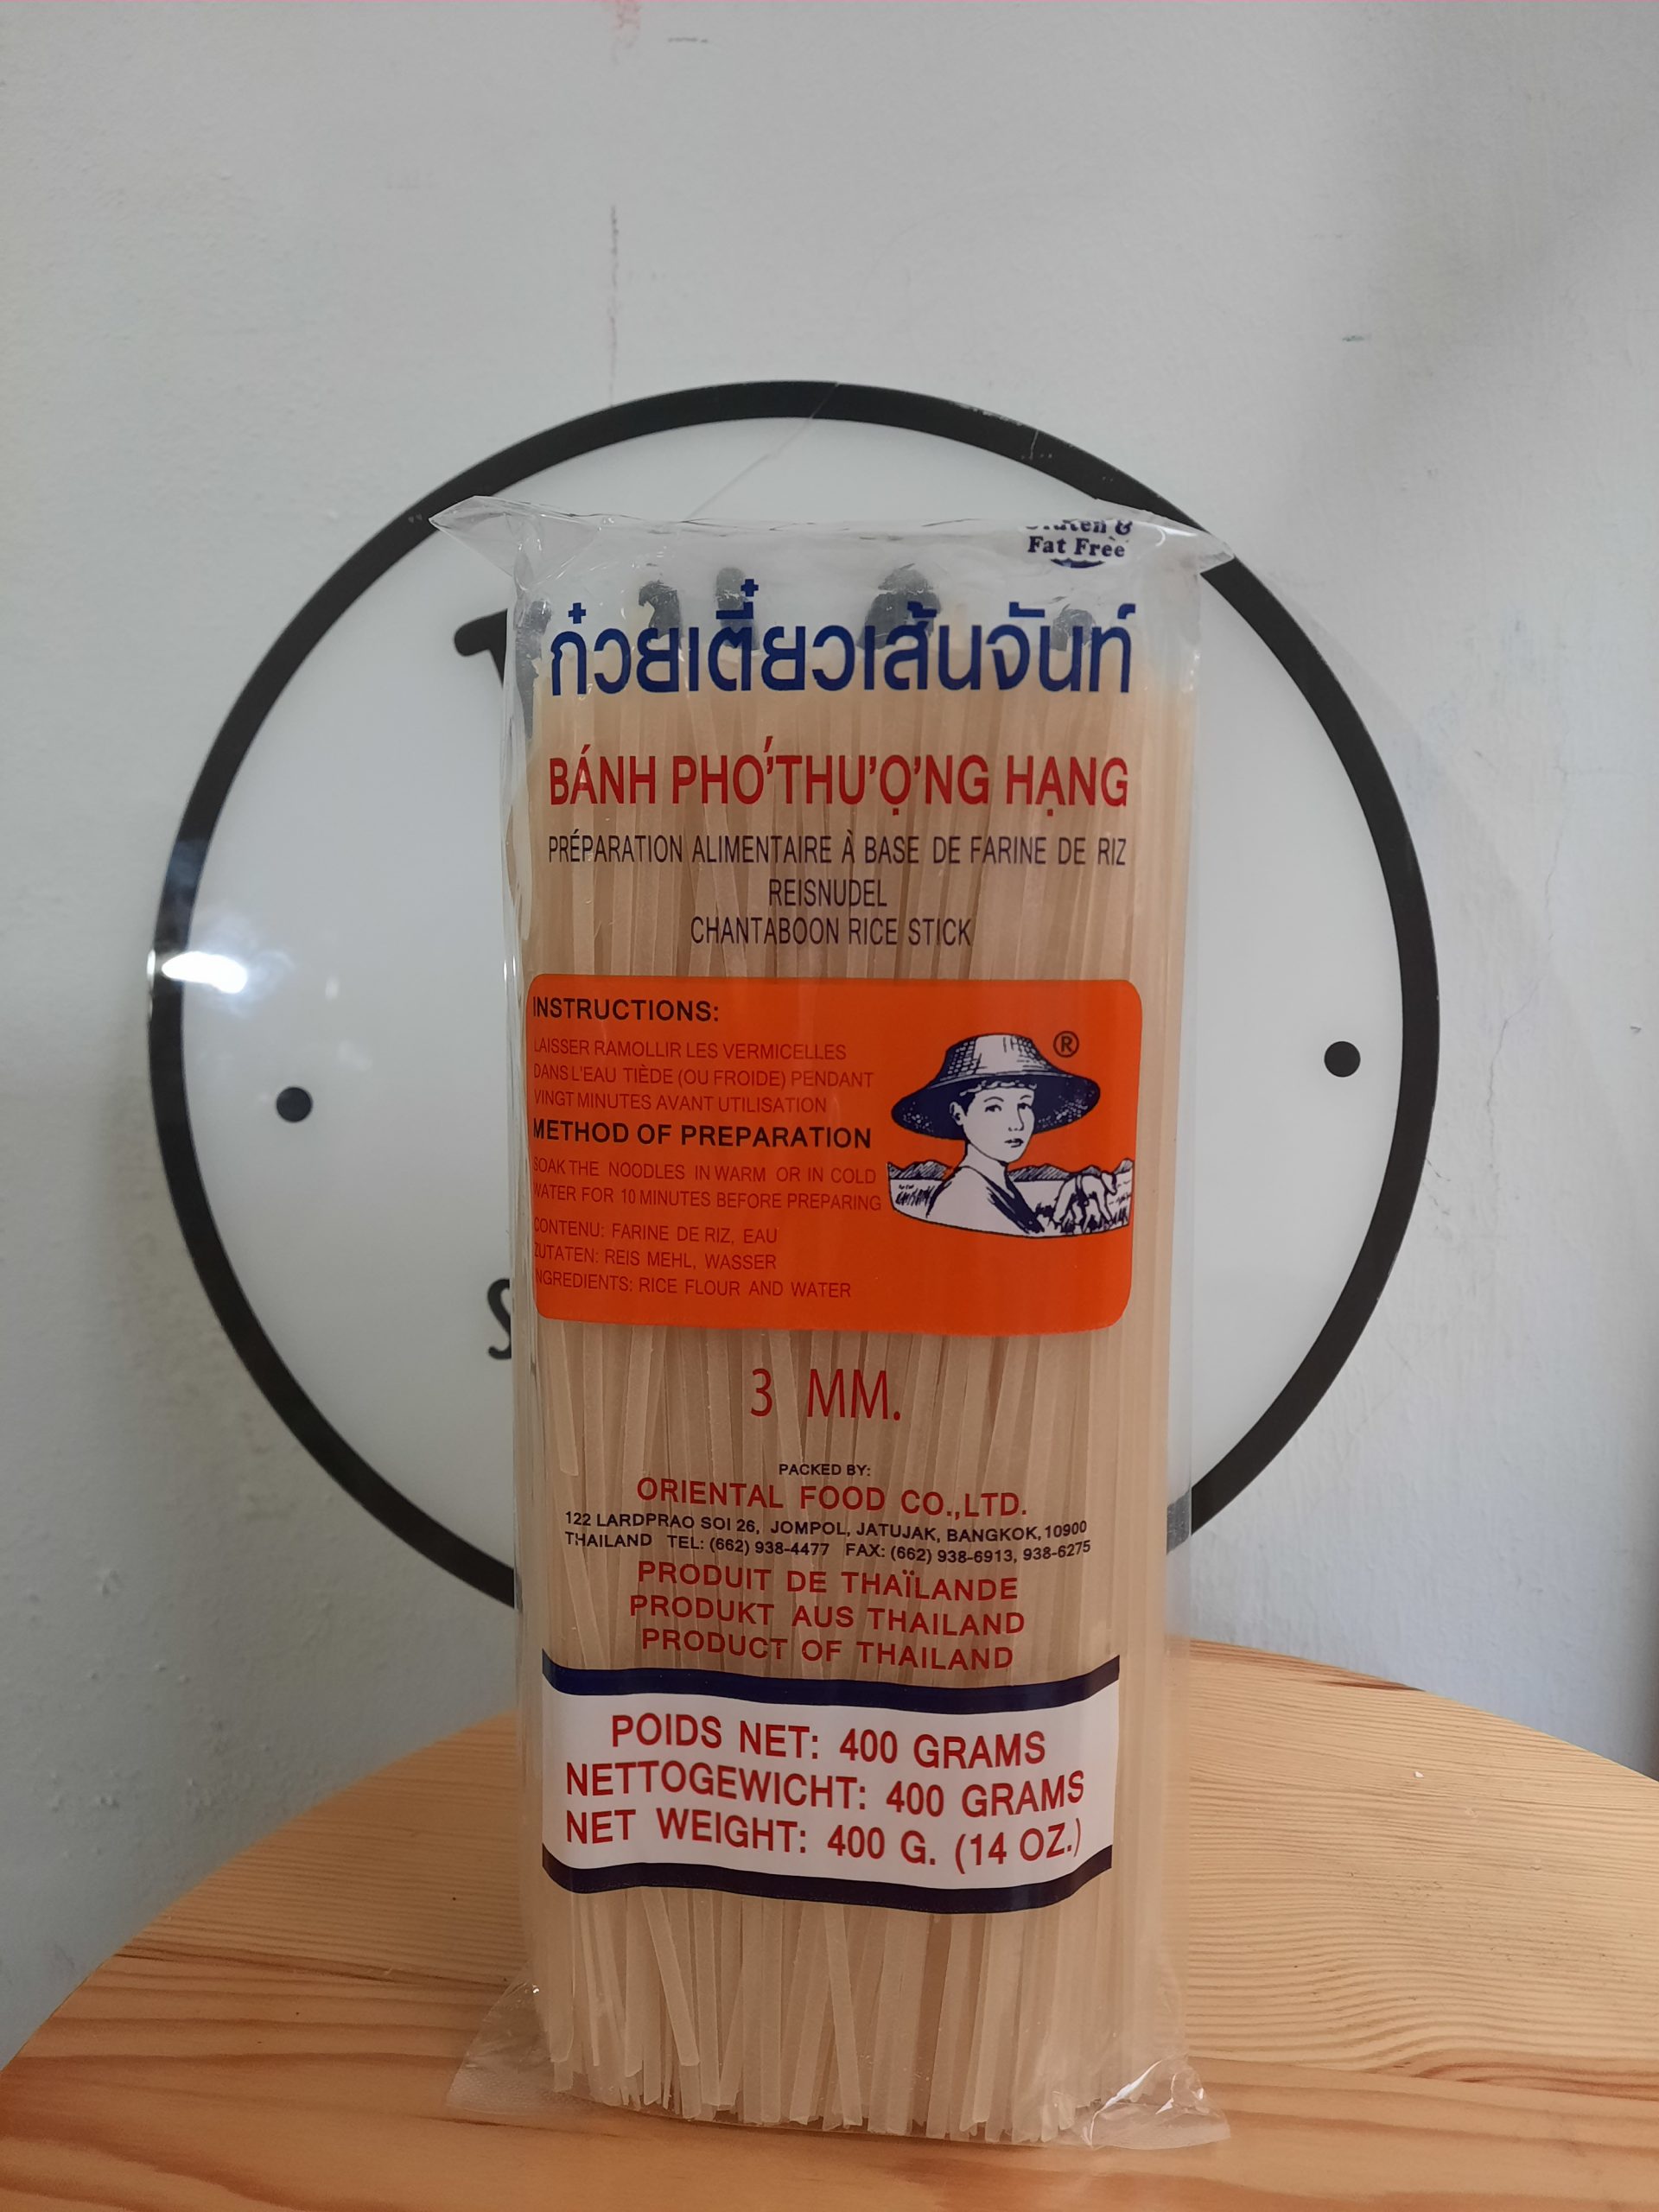 Gluten &
Fat Free
ก๋วยเตี๋ยวเส้นจันท์
BÁNH PHỚ THƯỢNG HẠNG
PRÉPARATION ALIMENTAIRE À BASE DE FARINE DE RIZ
REISNUDEL
CHANTABOON RICE STICK
INSTRUCTIONS:
LAISSER RAMOLLIR LES VERMICELLES
DANS L'EAU TIÈDE (OU FROIDE) PENDANT
VINGT MINUTES AVANT UTILISATION
METHOD OF PREPARATION
SOAK THE NOODLES IN WARM OR IN COLD
WATER FOR 10 MINUTES BEFORE PREPARING
CONTENU: FARINE DE RIZ, EAU
ZUTATEN: REIS MEHL, WASSER
INGREDIENTS: RICE FLOUR AND WATER
®
3 MM.
PACKED BY:
ORIENTAL FOOD CO.,LTD.
122 LARDPRAO SOI 26, JOMPOL, JATUJAK, BANGKOK, 10900
THAILAND TEL: (662) 938-4477 FAX: (662) 938-6913, 938-6275
PRODUIT DE THAÏLANDE
PRODUKT AUS THAILAND
PRODUCT OF THAILAND
POIDS NET: 400 GRAMS
NETTOGEWICHT: 400 GRAMS
NET WEIGHT: 400 G. (14 OZ.)